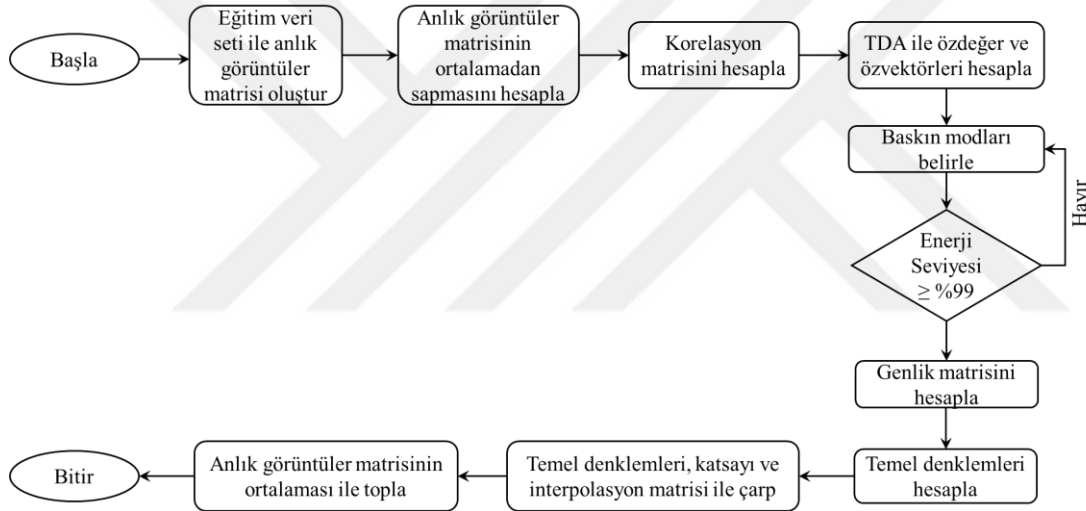 Başla
Eğitim veri
seti ile anlık
görüntüler
matrisi oluştur
Anlık görüntüler
matrisinin
ortalamadan
sapmasını hesapla
Korelasyon
matrisini hesapla
TDA ile özdeğer ve
özvektörleri hesapla
Baskın modları
belirle
Hayır
Enerji
Seviyesi
≥ %99
Genlik matrisini
hesapla
Temel denklemleri
hesapla
Temel denklemleri, katsayı ve
interpolasyon matrisi ile çarp
Anlık görüntüler matrisinin
ortalaması ile topla
Bitir